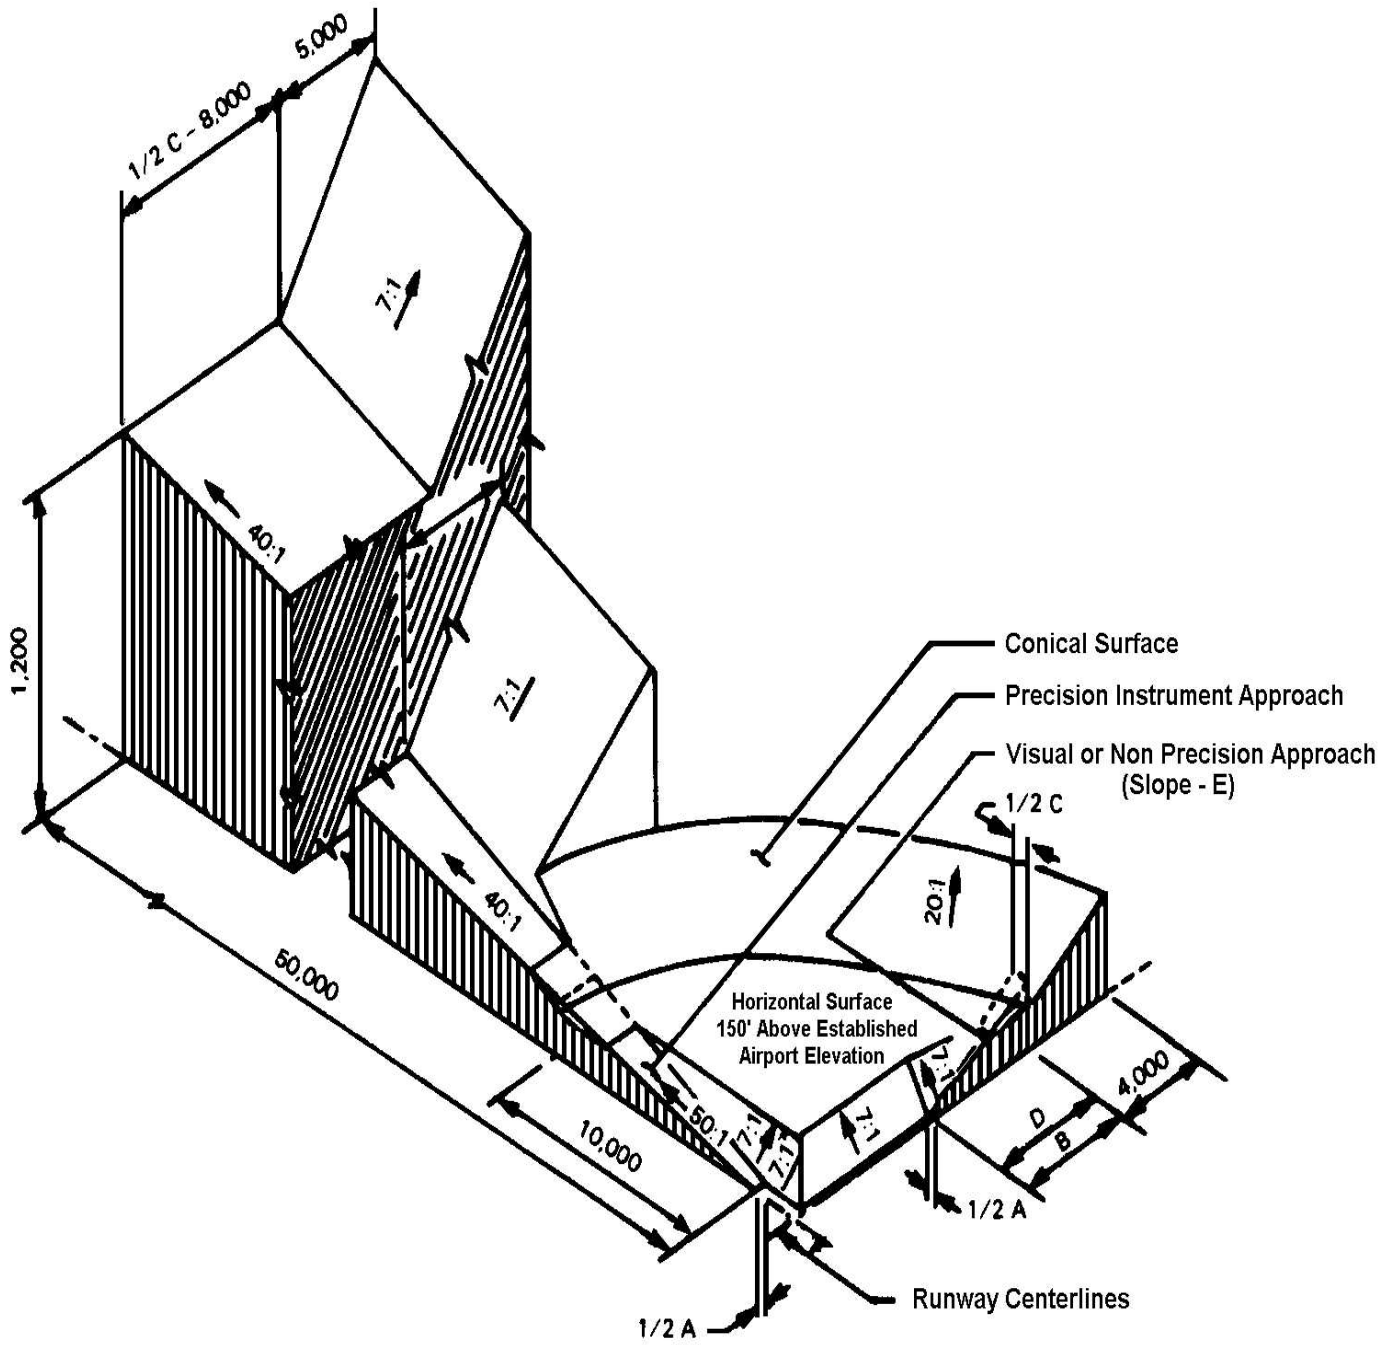 5,000
1/2 C - 8,000
7:1
40:1
1,200
7:1
Conical Surface
Precision Instrument Approach
Visual or Non Precision Approach
(Slope - E)
1/2 C
20:1
40:1
50,000
Horizontal Surface
150' Above Established
Airport Elevation
7:1
4,000
50:1
7:1
7:1
7:1
D
B
10,000
1/2 A
Runway Centerlines
1/2 A